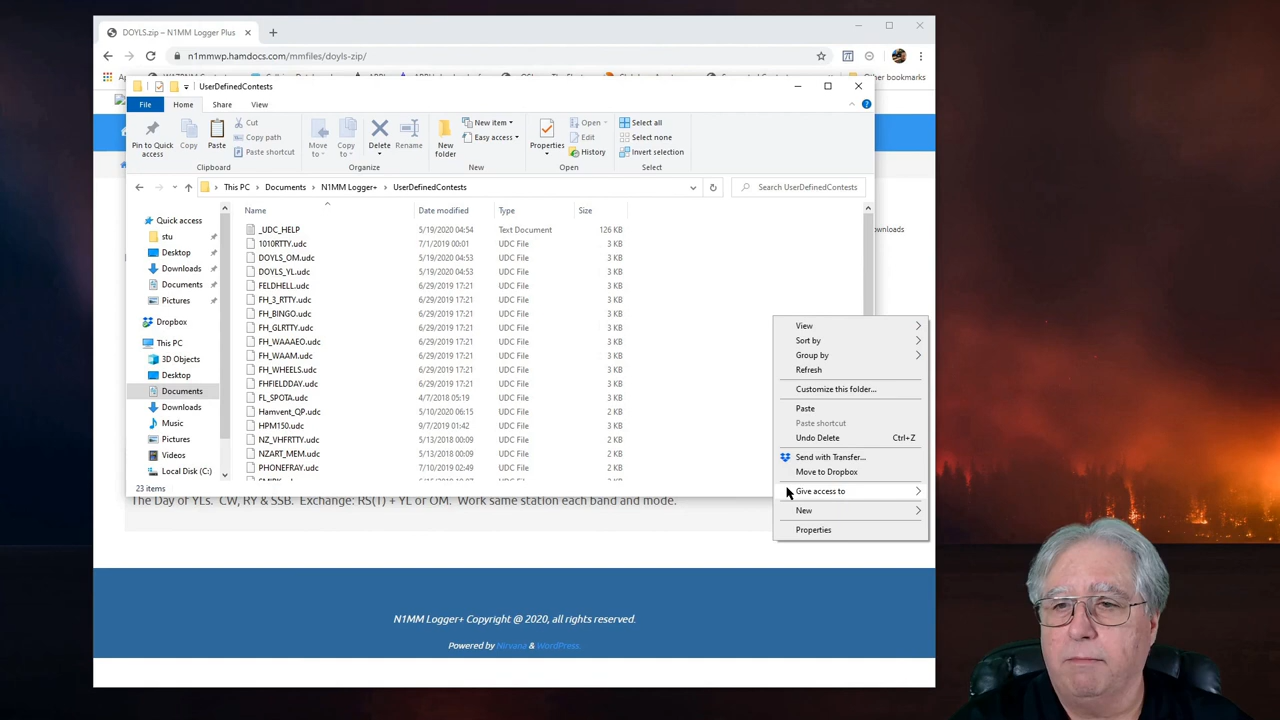 DOYLS.zip – N1MM Logger Plus
n1mmwp.hamdocs.com/mmfiles/doyls-zip/
Other bookmarks
UserDefinedContests
File Home Share View
Pin to Quick access
Copy
Paste
Cut
Copy path
Paste shortcut
Clipboard
Move to
Copy to
Delete
Rename
Organize
New folder
New item
Easy access
New
Properties
Open
Edit
History
Open
Select all
Select none
Invert selection
Select
This PC > Documents > N1MM Logger+ > UserDefinedContests
Search UserDefinedContests
Name Date modified Type Size
Quick access
stu
Desktop
Downloads
Documents
Pictures
Dropbox
This PC
3D Objects
Desktop
Documents
Downloads
Music
Pictures
Videos
Local Disk (C:)
_UDC_HELP 5/19/2020 04:54 Text Document 126 KB
1010RTTY.udc 7/1/2019 00:01 UDC File 3 KB
DOYLS_OM.udc 5/19/2020 04:53 UDC File 3 KB
DOYLS_YL.udc 5/19/2020 04:53 UDC File 3 KB
FELDHELL.udc 6/29/2019 17:21 UDC File 3 KB
FH_3_RTTY.udc 6/29/2019 17:21 UDC File 3 KB
FH_BINGO.udc 6/29/2019 17:21 UDC File 3 KB
FH_GLRTTY.udc 6/29/2019 17:21 UDC File 3 KB
FH_WAAAEO.udc 6/29/2019 17:21 UDC File 3 KB
FH_WAAM.udc 6/29/2019 17:21 UDC File 3 KB
FH_WHEELS.udc 6/29/2019 17:21 UDC File 3 KB
FHFIELDDAY.udc 6/29/2019 17:21 UDC File 3 KB
FL_SPOTA.udc 4/7/2018 05:19 UDC File 3 KB
Hamvent_QP.udc 5/10/2020 06:15 UDC File 2 KB
HPM150.udc 9/7/2019 01:42 UDC File 3 KB
NZ_VHFRTTY.udc 5/13/2018 00:09 UDC File 2 KB
NZART_MEM.udc 5/13/2018 00:09 UDC File 2 KB
PHONEFRAY.udc 7/10/2019 02:49 UDC File 3 KB
23 items
View
Sort by
Group by
Refresh
Customize this folder...
Paste
Paste shortcut
Undo Delete Ctrl+Z
Send with Transfer...
Move to Dropbox
Give access to
New
Properties
The Day of YLs. CW, RY & SSB. Exchange: RS(T) + YL or OM. Work same station each band and mode.
N1MM Logger+ Copyright @ 2020, all rights reserved.
Powered by Nirvana & WordPress.